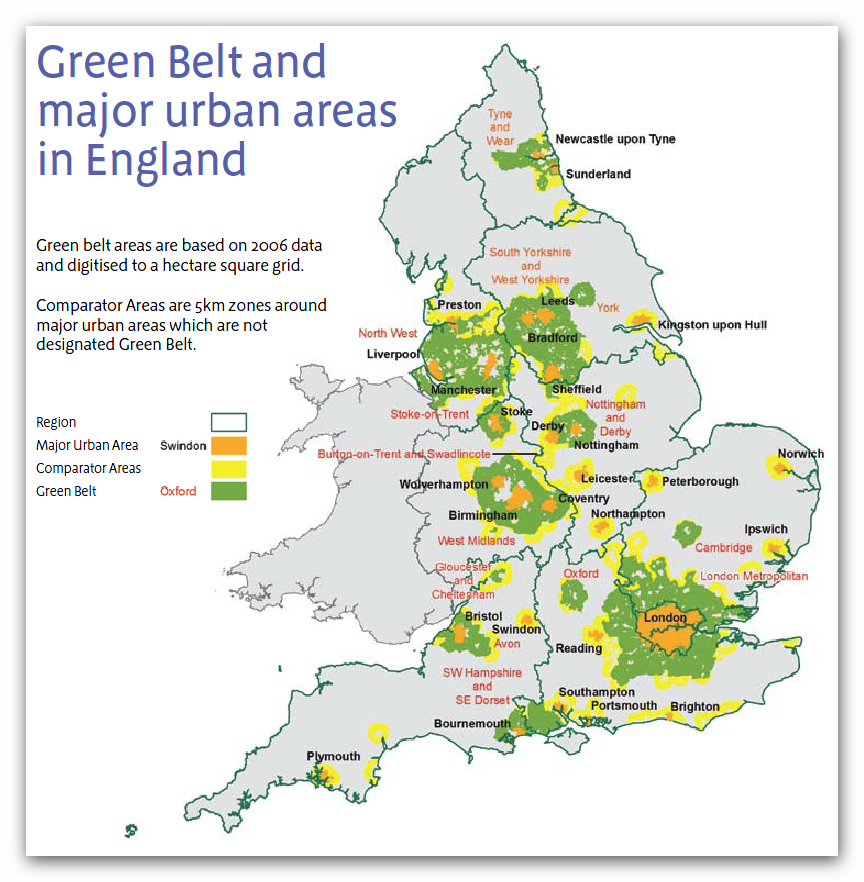 Green Belt and
major urban areas
in England
Green belt areas are based on 2006 data
and digitised to a hectare square grid.
Comparator Areas are 5km zones around
major urban areas which are not
designated Green Belt.
Region
Major Urban Area Swindon
Comparator Areas
Green Belt Oxford
Tyne
and
Wear
Newcastle upon Tyne
Sunderland
South Yorkshire
and
West Yorkshire
Preston
Leeds
York
North West
Bradford
Kingston upon Hull
Liverpool
Manchester
Sheffield
Stoke-on-Trent
Stoke
Derby
Nottingham
and
Derby
Nottingham
Burton-on-Trent and Swadlincote
Norwich
Wolverhampton
Leicester
Peterborough
Coventry
Birmingham
Northampton
Ipswich
West Midlands
Cambridge
Gloucester
and
Cheltenham
Oxford
London Metropolitan
Bristol
London
Swindon
Avon
Reading
SW Hampshire
and
SE Dorset
Southampton
Portsmouth
Brighton
Bournemouth
Plymouth